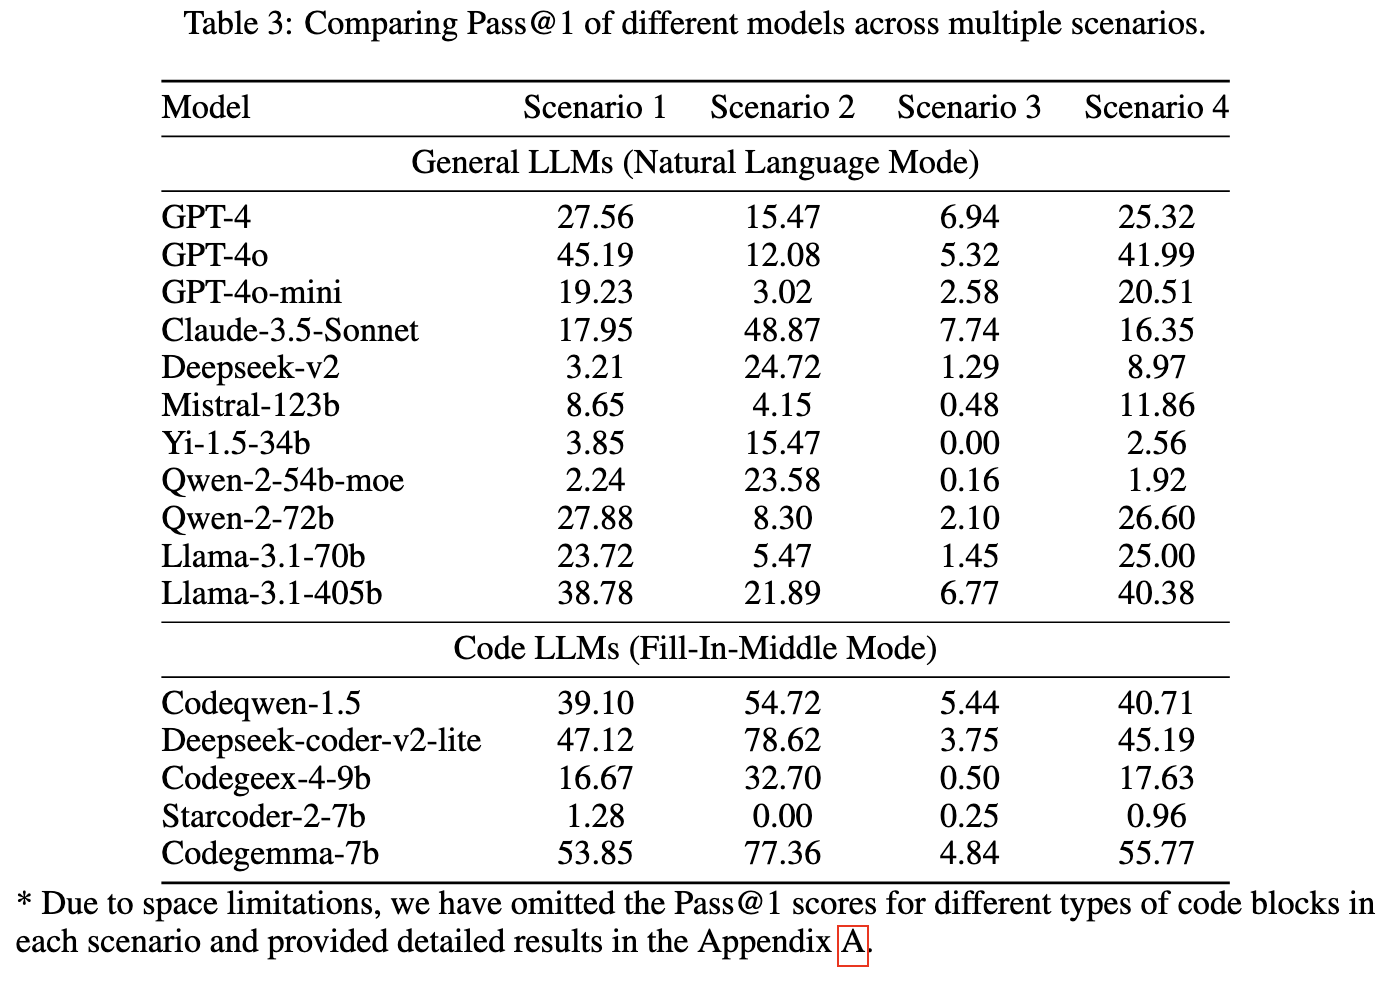 Table 3: Comparing Pass@1 of different models across multiple scenarios.
Model Scenario 1 Scenario 2 Scenario 3 Scenario 4
General LLMs (Natural Language Mode)
GPT-4 27.56 15.47 6.94 25.32
GPT-4o 45.19 12.08 5.32 41.99
GPT-4o-mini 19.23 3.02 2.58 20.51
Claude-3.5-Sonnet 17.95 48.87 7.74 16.35
Deepseek-v2 3.21 24.72 1.29 8.97
Mistral-123b 8.65 4.15 0.48 11.86
Yi-1.5-34b 3.85 15.47 0.00 2.56
Qwen-2-54b-moe 2.24 23.58 0.16 1.92
Qwen-2-72b 27.88 8.30 2.10 26.60
Llama-3.1-70b 23.72 5.47 1.45 25.00
Llama-3.1-405b 38.78 21.89 6.77 40.38
Code LLMs (Fill-In-Middle Mode)
Codeqwen-1.5 39.10 54.72 5.44 40.71
Deepseek-coder-v2-lite 47.12 78.62 3.75 45.19
Codegeex-4-9b 16.67 32.70 0.50 17.63
Starcoder-2-7b 1.28 0.00 0.25 0.96
Codegemma-7b 53.85 77.36 4.84 55.77
* Due to space limitations, we have omitted the Pass@1 scores for different types of code blocks in
each scenario and provided detailed results in the Appendix A.